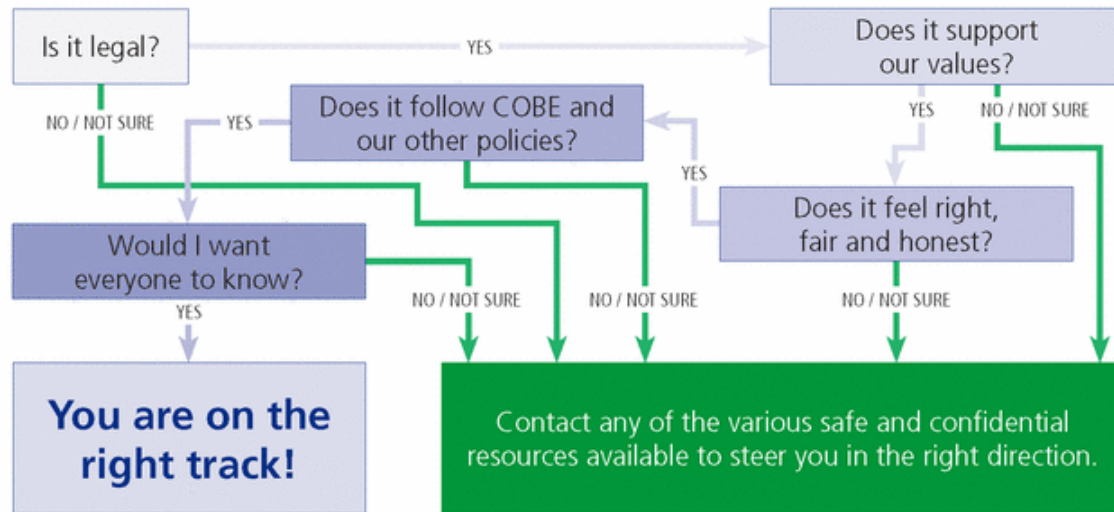 Is it legal?
YES
Does it support
our values?
NO / NOT SURE
YES
Does it follow COBE and
our other policies?
YES
NO / NOT SURE
YES
Does it feel right,
fair and honest?
Would I want
everyone to know?
NO / NOT SURE
NO / NOT SURE
NO / NOT SURE
YES
You are on the
right track!
Contact any of the various safe and confidential
resources available to steer you in the right direction.